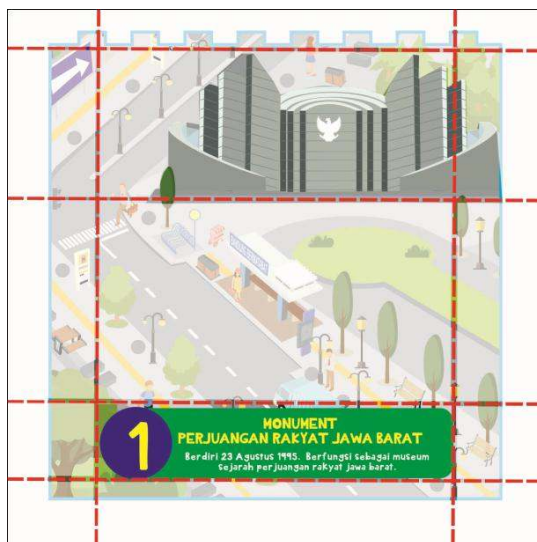 1
MONUMENT
PERJUANGAN RAKYAT JAWA BARAT
Berdiri 23 Agustus 1995. Berfungsi sebagai museum
sejarah perjuangan rakyat jawa barat.